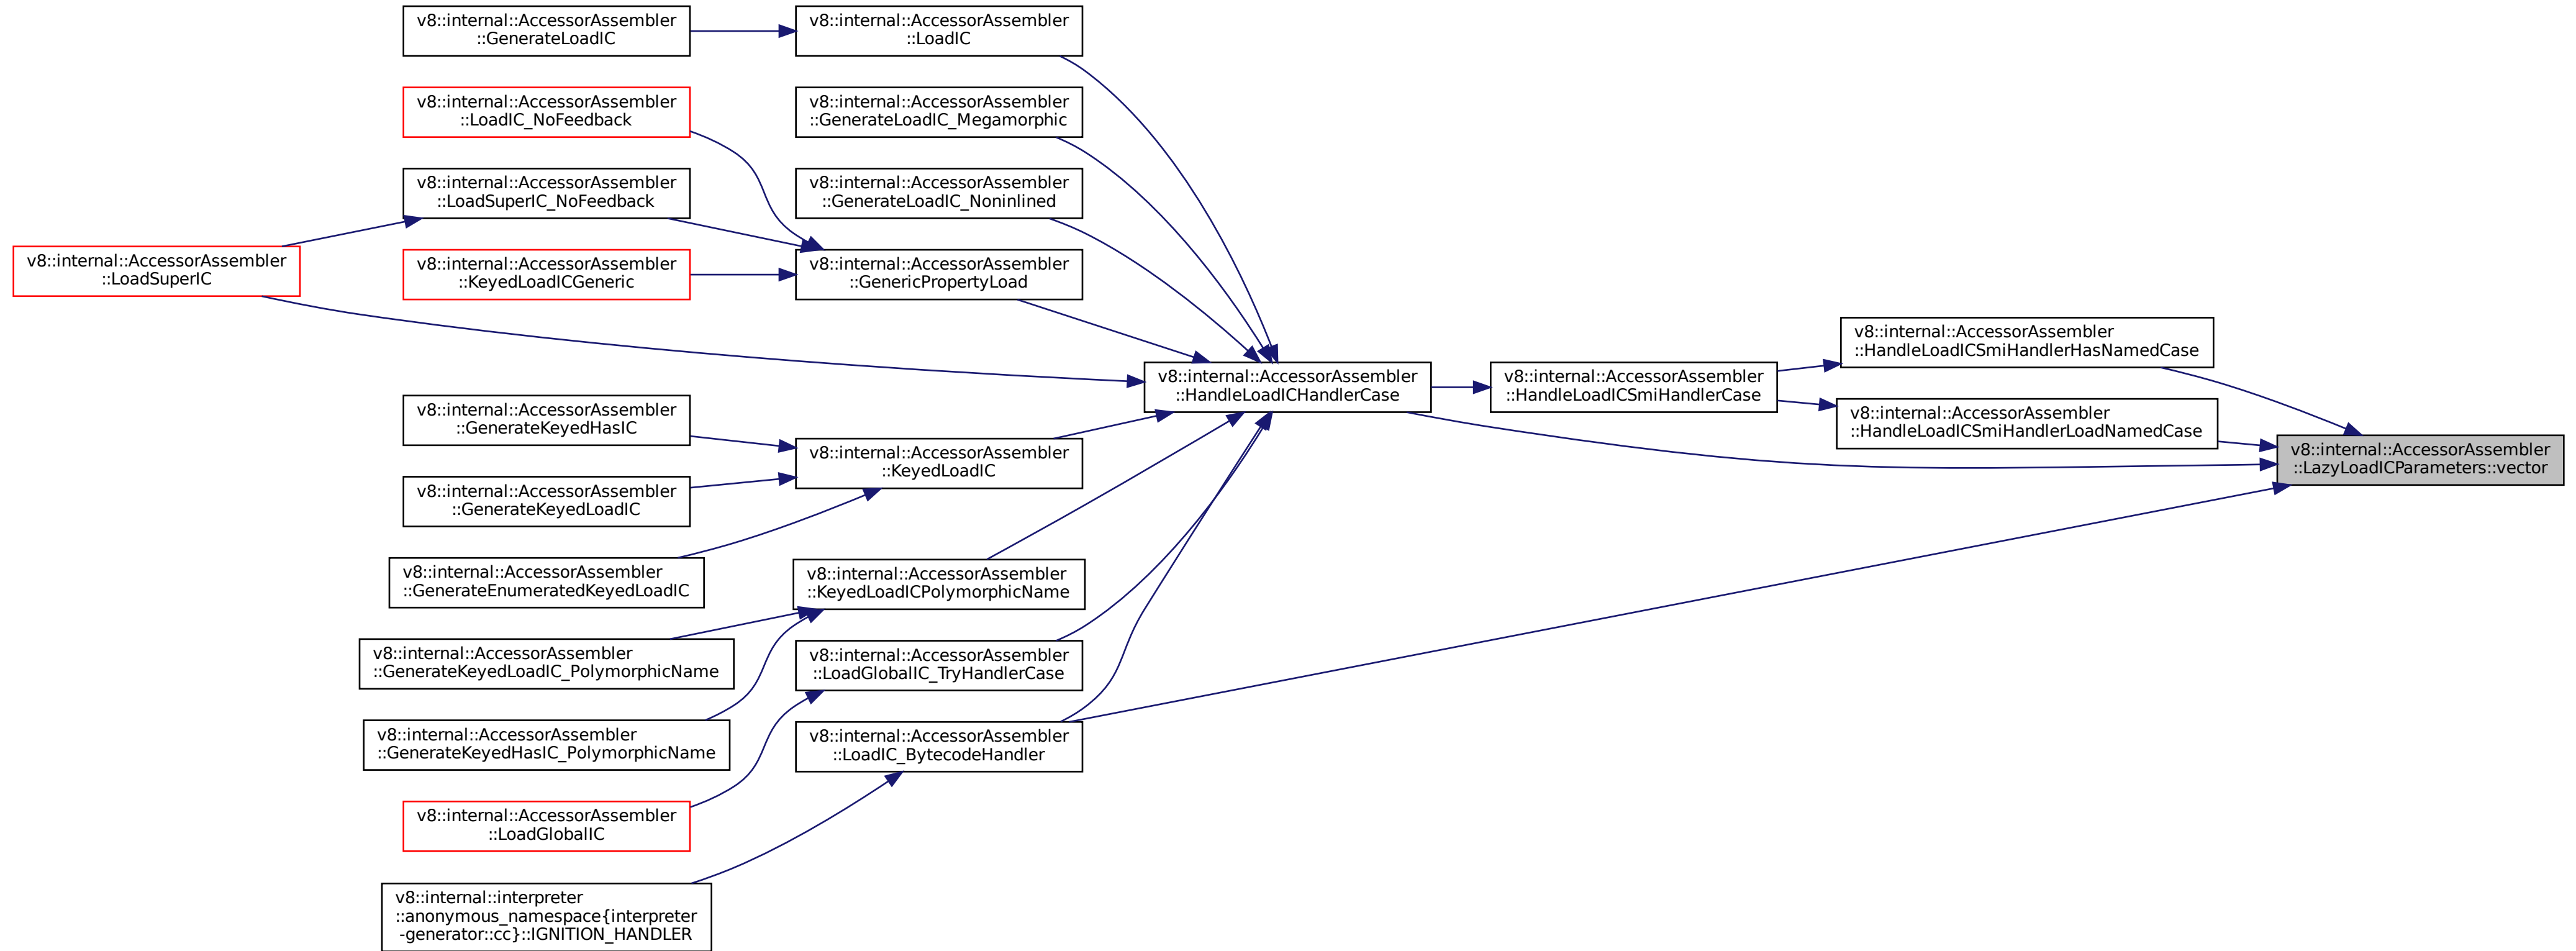 v8::internal::AccessorAssembler
::GenerateLoadIC
v8::internal::AccessorAssembler
::LoadIC
v8::internal::AccessorAssembler
::LoadIC_NoFeedback
v8::internal::AccessorAssembler
::GenerateLoadIC_Megamorphic
v8::internal::AccessorAssembler
::LoadSuperIC_NoFeedback
v8::internal::AccessorAssembler
::GenerateLoadIC_Noninlined
v8::internal::AccessorAssembler
::LoadSuperIC
v8::internal::AccessorAssembler
::KeyedLoadICGeneric
v8::internal::AccessorAssembler
::GenericPropertyLoad
v8::internal::AccessorAssembler
::HandleLoadICHandlerCase
v8::internal::AccessorAssembler
::HandleLoadICSmiHandlerCase
v8::internal::AccessorAssembler
::HandleLoadICSmiHandlerHasNamedCase
v8::internal::AccessorAssembler
::HandleLoadICSmiHandlerLoadNamedCase
v8::internal::AccessorAssembler
::LazyLoadICParameters::vector
v8::internal::AccessorAssembler
::GenerateKeyedHasIC
v8::internal::AccessorAssembler
::KeyedLoadIC
v8::internal::AccessorAssembler
::GenerateKeyedLoadIC
v8::internal::AccessorAssembler
::GenerateEnumeratedKeyedLoadIC
v8::internal::AccessorAssembler
::KeyedLoadICPolymorphicName
v8::internal::AccessorAssembler
::GenerateKeyedLoadIC_PolymorphicName
v8::internal::AccessorAssembler
::LoadGlobalIC_TryHandlerCase
v8::internal::AccessorAssembler
::GenerateKeyedHasIC_PolymorphicName
v8::internal::AccessorAssembler
::LoadIC_BytecodeHandler
v8::internal::AccessorAssembler
::LoadGlobalIC
v8::internal::interpreter
::anonymous_namespace{interpreter
-generator::cc}::IGNITION_HANDLER